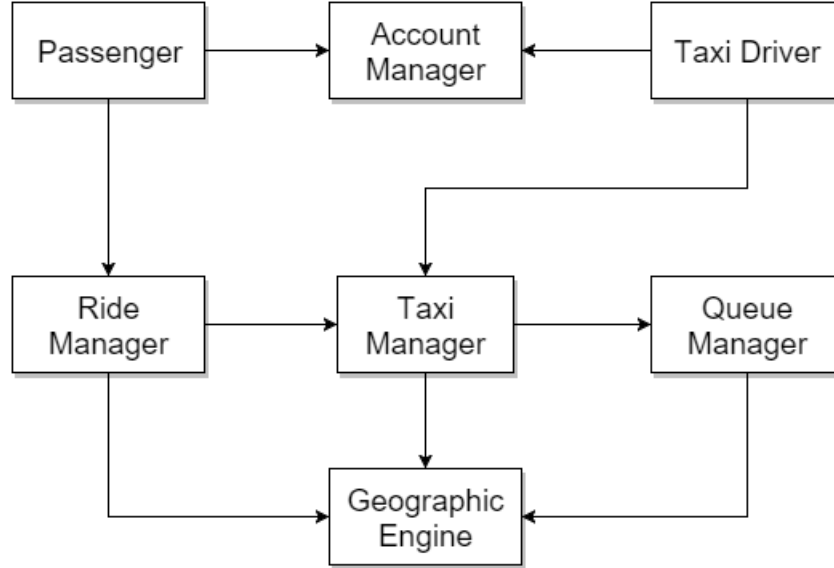 Passenger
Account
Manager
Taxi Driver
Ride
Manager
Taxi
Manager
Queue
Manager
Geographic
Engine